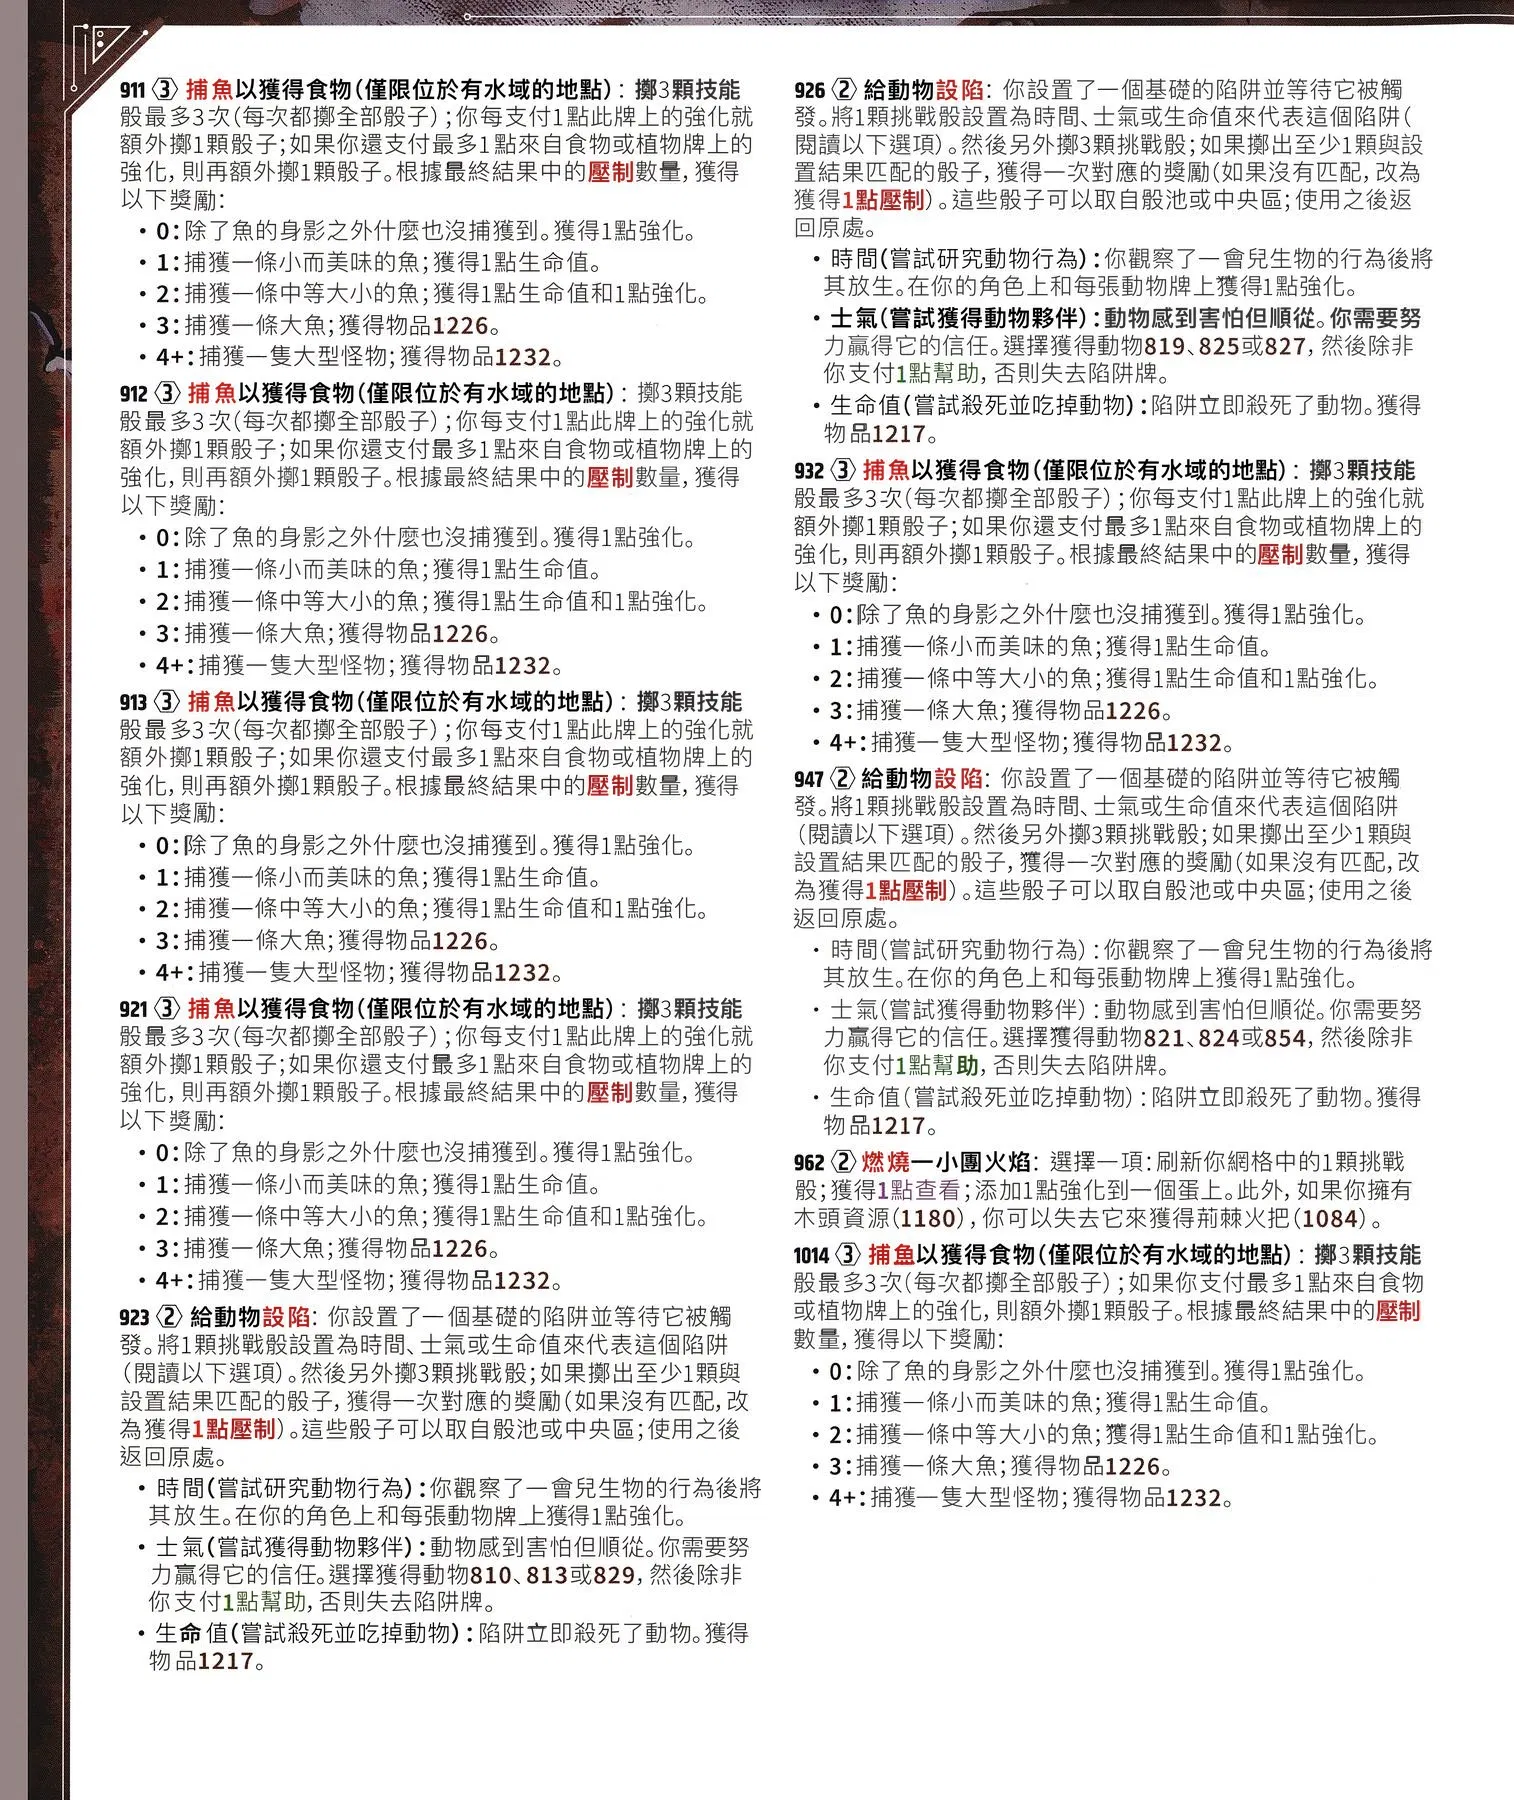 911 ③ 捕魚以獲得食物(僅限位於有水域的地點)：擲3顆技能
骰最多3次(每次都擲全部骰子)；你每支付1點此牌上的強化就
額外擲1顆骰子；如果你還支付最多1點來自食物或植物牌上的
強化，則再額外擲1顆骰子。根據最終結果中的壓制數量，獲得
以下獎勵：
• 0：除了魚的身影之外什麼也沒捕獲到。獲得1點強化。
• 1：捕獲一條小而美味的魚；獲得1點生命值。
• 2：捕獲一條中等大小的魚；獲得1點生命值和1點強化。
• 3：捕獲一條大魚；獲得物品1226。
• 4+：捕獲一隻大型怪物；獲得物品1232。
912 ③ 捕魚以獲得食物(僅限位於有水域的地點)：擲3顆技能
骰最多3次(每次都擲全部骰子)；你每支付1點此牌上的強化就
額外擲1顆骰子；如果你還支付最多1點來自食物或植物牌上的
強化，則再額外擲1顆骰子。根據最終結果中的壓制數量，獲得
以下獎勵：
• 0：除了魚的身影之外什麼也沒捕獲到。獲得1點強化。
• 1：捕獲一條小而美味的魚；獲得1點生命值。
• 2：捕獲一條中等大小的魚；獲得1點生命值和1點強化。
• 3：捕獲一條大魚；獲得物品1226。
• 4+：捕獲一隻大型怪物；獲得物品1232。
913 ③ 捕魚以獲得食物(僅限位於有水域的地點)：擲3顆技能
骰最多3次(每次都擲全部骰子)；你每支付1點此牌上的強化就
額外擲1顆骰子；如果你還支付最多1點來自食物或植物牌上的
強化，則再額外擲1顆骰子。根據最終結果中的壓制數量，獲得
以下獎勵：
• 0：除了魚的身影之外什麼也沒捕獲到。獲得1點強化。
• 1：捕獲一條小而美味的魚；獲得1點生命值。
• 2：捕獲一條中等大小的魚；獲得1點生命值和1點強化。
• 3：捕獲一條大魚；獲得物品1226。
• 4+：捕獲一隻大型怪物；獲得物品1232。
921 ③ 捕魚以獲得食物(僅限位於有水域的地點)：擲3顆技能
骰最多3次(每次都擲全部骰子)；你每支付1點此牌上的強化就
額外擲1顆骰子；如果你還支付最多1點來自食物或植物牌上的
強化，則再額外擲1顆骰子。根據最終結果中的壓制數量，獲得
以下獎勵：
• 0：除了魚的身影之外什麼也沒捕獲到。獲得1點強化。
• 1：捕獲一條小而美味的魚；獲得1點生命值。
• 2：捕獲一條中等大小的魚；獲得1點生命值和1點強化。
• 3：捕獲一條大魚；獲得物品1226。
• 4+：捕獲一隻大型怪物；獲得物品1232。
923 ② 給動物設陷：你設置了一個基礎的陷阱並等待它被觸
發。將1顆挑戰骰設置為時間、士氣或生命值來代表這個陷阱
(閱讀以下選項)。然後另外擲3顆挑戰骰；如果擲出至少1顆與
設置結果匹配的骰子，獲得一次對應的獎勵(如果沒有匹配，改
為獲得1點壓制)。這些骰子可以取自骰池或中央區；使用之後
返回原處。
• 時間(嘗試研究動物行為)：你觀察了一會兒生物的行為後將
其放生。在你的角色上和每張動物牌上獲得1點強化。
• 士氣(嘗試獲得動物夥伴)：動物感到害怕但順從。你需要努
力贏得它的信任。選擇獲得動物810、813或829，然後除非
你支付1點幫助，否則失去陷阱牌。
• 生命值(嘗試殺死並吃掉動物)：陷阱立即殺死了動物。獲得
物品1217。
926 ② 給動物設陷：你設置了一個基礎的陷阱並等待它被觸
發。將1顆挑戰骰設置為時間、士氣或生命值來代表這個陷阱(
閱讀以下選項)。然後另外擲3顆挑戰骰；如果擲出至少1顆與設
置結果匹配的骰子，獲得一次對應的獎勵(如果沒有匹配，改為
獲得1點壓制)。這些骰子可以取自骰池或中央區；使用之後返
回原處。
• 時間(嘗試研究動物行為)：你觀察了一會兒生物的行為後將
其放生。在你的角色上和每張動物牌上獲得1點強化。
• 士氣(嘗試獲得動物夥伴)：動物感到害怕但順從。你需要努
力贏得它的信任。選擇獲得動物819、825或827，然後除非
你支付1點幫助，否則失去陷阱牌。
• 生命值(嘗試殺死並吃掉動物)：陷阱立即殺死了動物。獲得
物品1217。
932 ③ 捕魚以獲得食物(僅限位於有水域的地點)：擲3顆技能
骰最多3次(每次都擲全部骰子)；你每支付1點此牌上的強化就
額外擲1顆骰子；如果你還支付最多1點來自食物或植物牌上的
強化，則再額外擲1顆骰子。根據最終結果中的壓制數量，獲得
以下獎勵：
• 0：除了魚的身影之外什麼也沒捕獲到。獲得1點強化。
• 1：捕獲一條小而美味的魚；獲得1點生命值。
• 2：捕獲一條中等大小的魚；獲得1點生命值和1點強化。
• 3：捕獲一條大魚；獲得物品1226。
• 4+：捕獲一隻大型怪物；獲得物品1232。
947 ② 給動物設陷：你設置了一個基礎的陷阱並等待它被觸
發。將1顆挑戰骰設置為時間、士氣或生命值來代表這個陷阱
(閱讀以下選項)。然後另外擲3顆挑戰骰；如果擲出至少1顆與
設置結果匹配的骰子，獲得一次對應的獎勵(如果沒有匹配，改
為獲得1點壓制)。這些骰子可以取自骰池或中央區；使用之後
返回原處。
• 時間(嘗試研究動物行為)：你觀察了一會兒生物的行為後將
其放生。在你的角色上和每張動物牌上獲得1點強化。
• 士氣(嘗試獲得動物夥伴)：動物感到害怕但順從。你需要努
力贏得它的信任。選擇獲得動物821、824或854，然後除非
你支付1點幫助，否則失去陷阱牌。
• 生命值(嘗試殺死並吃掉動物)：陷阱立即殺死了動物。獲得
物品1217。
962 ② 燃燒一小團火焰：選擇一項：刷新你網格中的1顆挑戰
骰；獲得1點查看；添加1點強化到一個蛋上。此外，如果你擁有
木頭資源(1180)，你可以失去它來獲得荊棘火把(1084)。
1014 ③ 捕鱼以獲得食物(僅限位於有水域的地點)：擲3顆技能
骰最多3次(每次都擲全部骰子)；如果你支付最多1點來自食物
或植物牌上的強化，則額外擲1顆骰子。根據最終結果中的壓制
數量，獲得以下獎勵：
• 0：除了魚的身影之外什麼也沒捕獲到。獲得1點強化。
• 1：捕獲一條小而美味的魚；獲得1點生命值。
• 2：捕獲一條中等大小的魚；獲得1點生命值和1點強化。
• 3：捕獲一條大魚；獲得物品1226。
• 4+：捕獲一隻大型怪物；獲得物品1232。